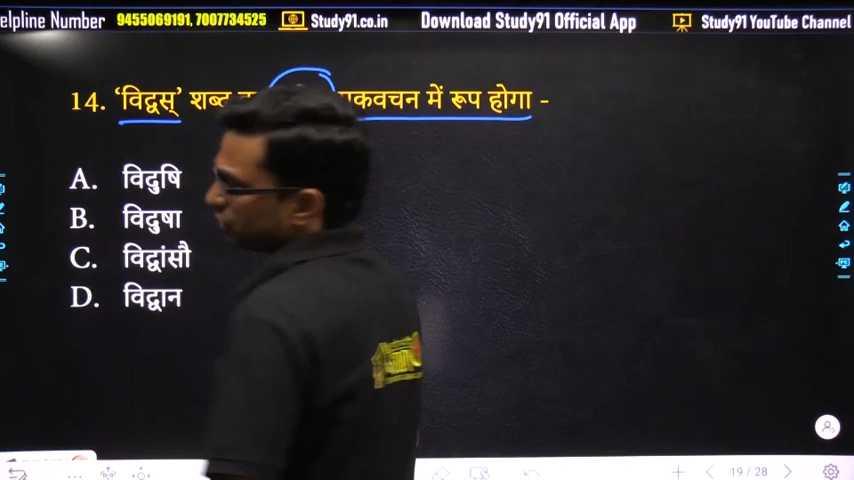 elpline Number 9455069191, 7007734525 Study91.co.in Download Study91 Official App Study91 YouTube Channel
14. ‘विद्वस्’ शब्द एकवचन में रूप होगा -
A. विदुषि
B. विदुषा
C. विद्वांसौ
D. विद्वान
19 / 28